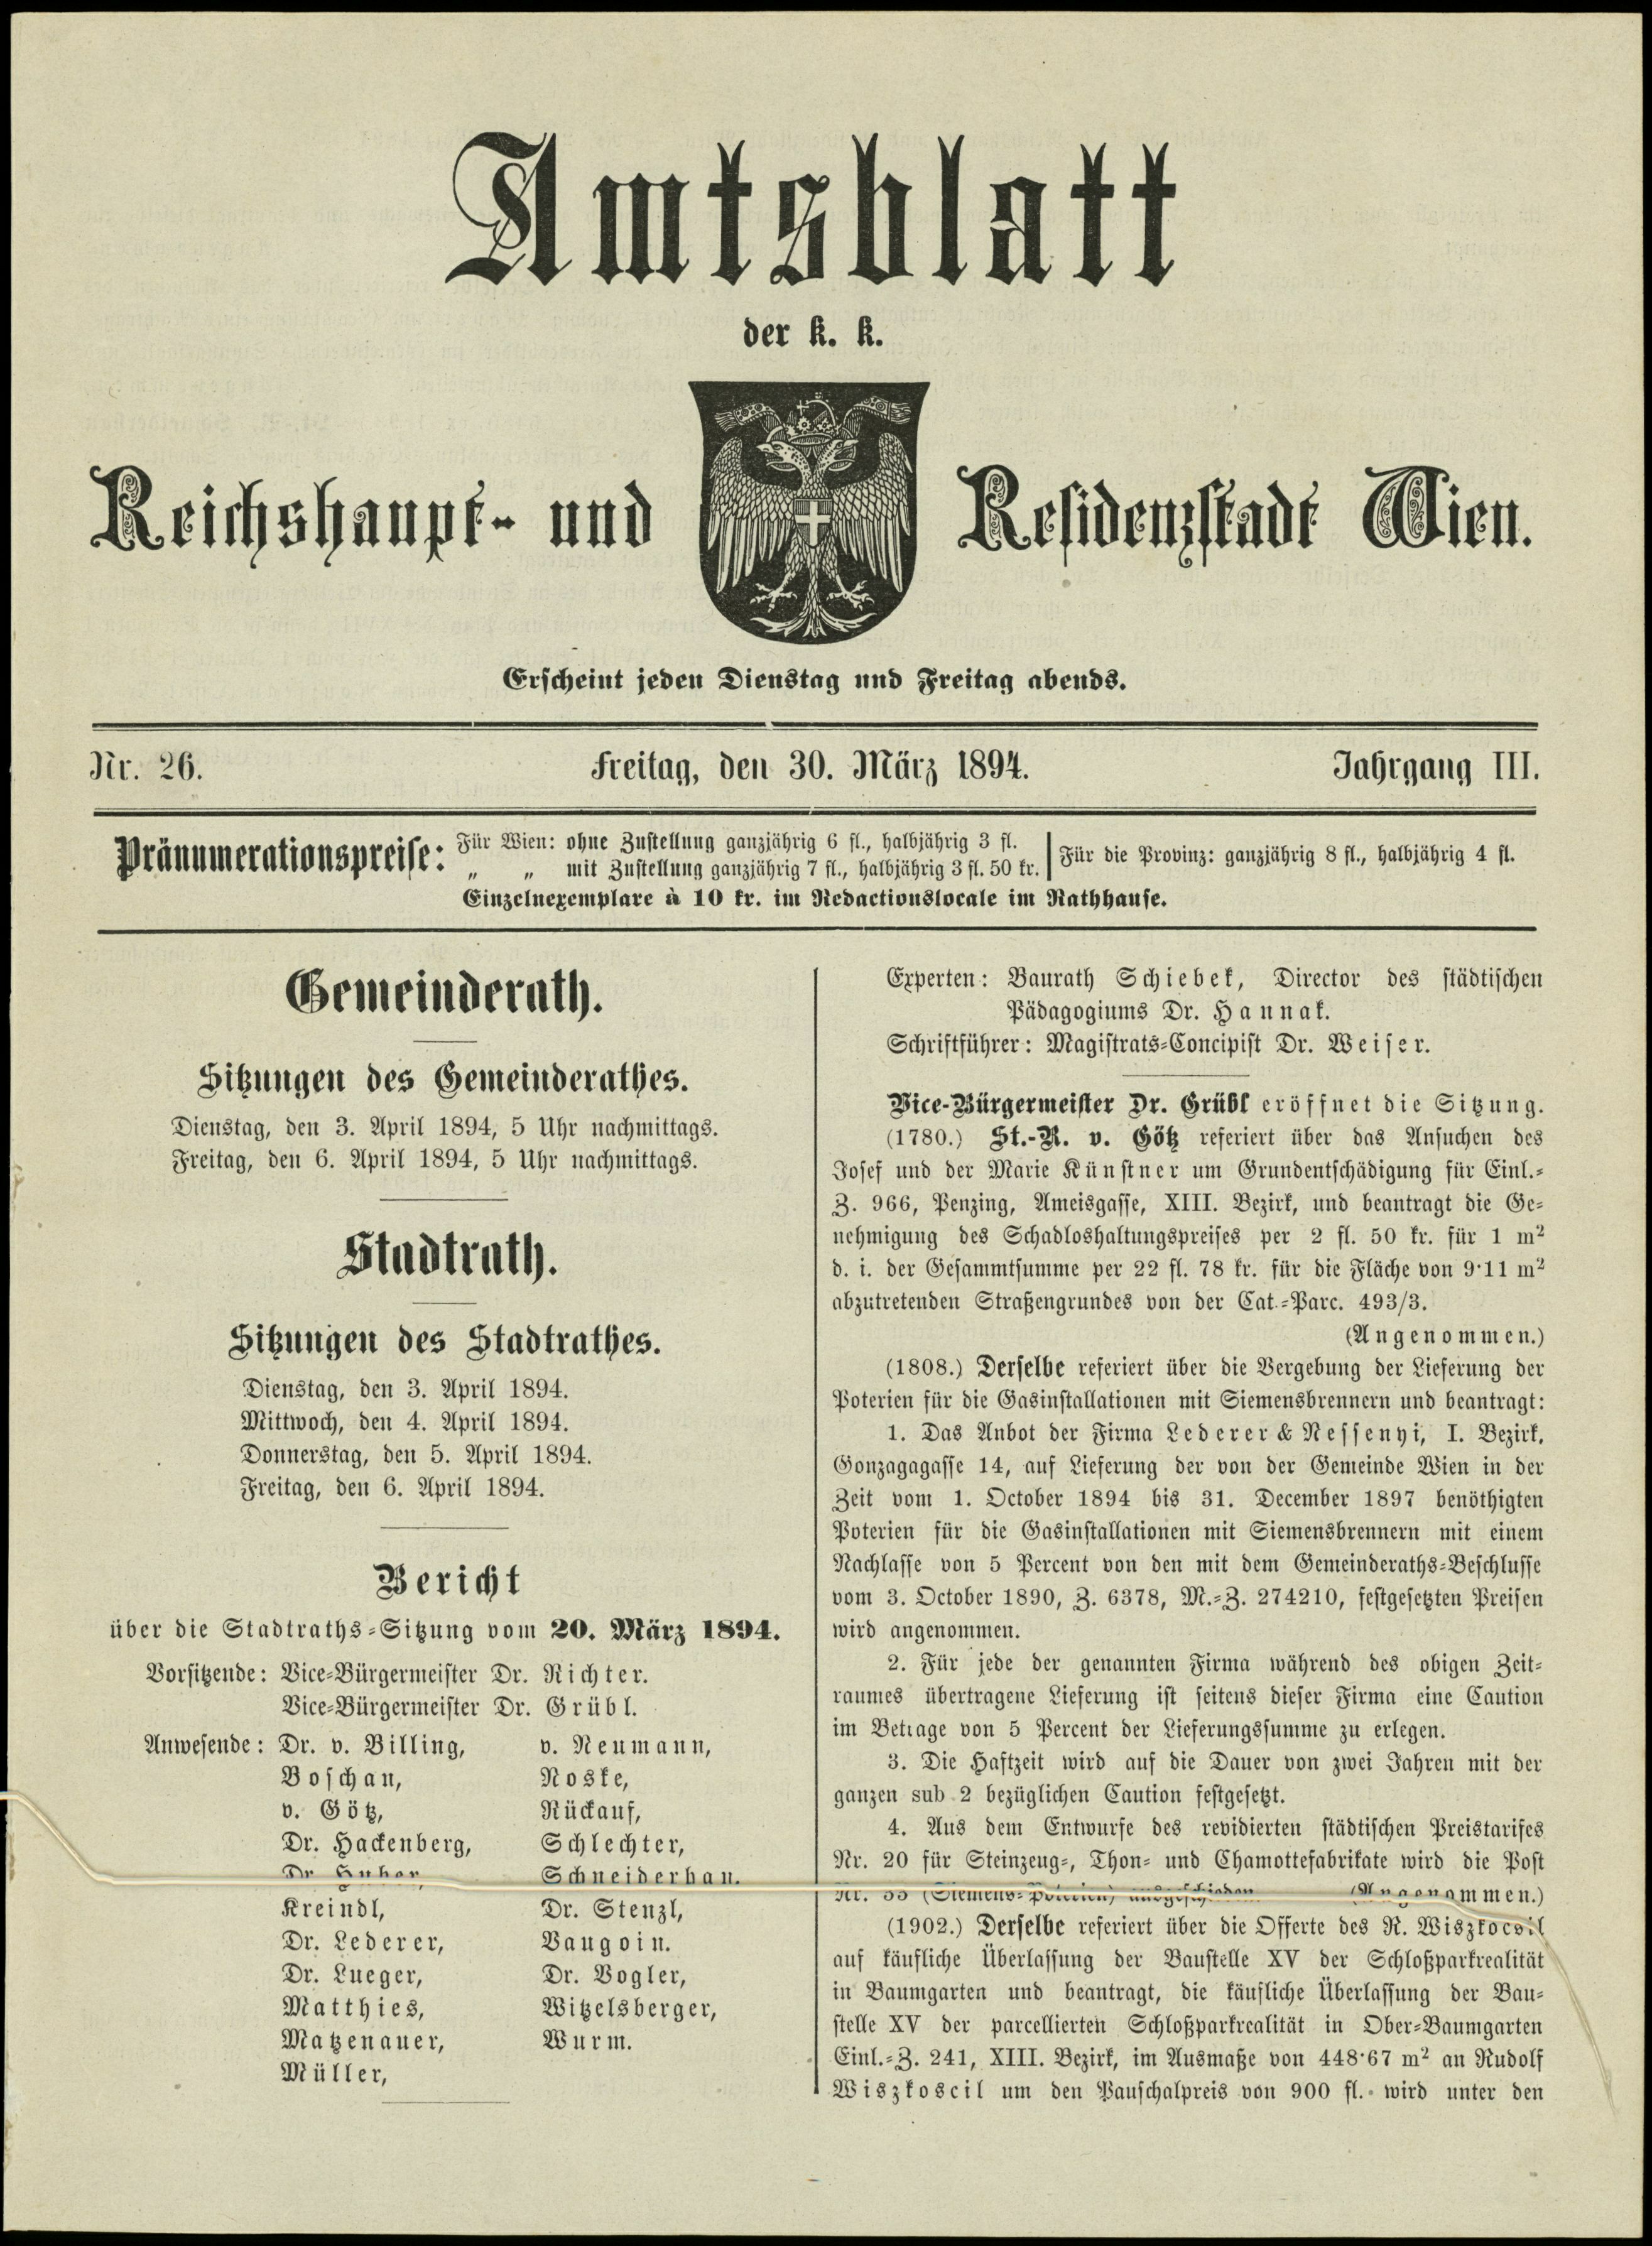 Amtsblatt
der k. k.
Reichshaupt- und Residenzstadt Wien.
Erscheint jeden Dienstag und Freitag abends.
Nr. 26. Freitag, den 30. März 1894. Jahrgang III.
Pränumerationspreise: Für Wien: ohne Zustellung ganzjährig 6 fl., halbjährig 3 fl.
„ „ mit Zustellung ganzjährig 7 fl., halbjährig 3 fl. 50 kr.
Für die Provinz: ganzjährig 8 fl., halbjährig 4 fl.
Einzelnexemplare à 10 kr. im Redactionslocale im Rathhause.
Gemeinderath.
Sitzungen des Gemeinderathes.
Dienstag, den 3. April 1894, 5 Uhr nachmittags.
Freitag, den 6. April 1894, 5 Uhr nachmittags.
Stadtrath.
Sitzungen des Stadtrathes.
Dienstag, den 3. April 1894.
Mittwoch, den 4. April 1894.
Donnerstag, den 5. April 1894.
Freitag, den 6. April 1894.
Bericht
über die Stadtraths-Sitzung vom 20. März 1894.
Vorsitzende: Vice-Bürgermeister Dr. Richter.
Vice-Bürgermeister Dr. Grübl.
Anwesende: Dr. v. Billing, v. Neumann,
Boschan, Noske,
v. Götz, Rückauf,
Dr. Hackenberg, Schlechter,
Dr. Huber, Schneiderhan,
Kreindl, Dr. Stenzl,
Dr. Lederer, Vaugoin.
Dr. Lueger, Dr. Vogler,
Matthies, Witzelsberger,
Matzenauer, Wurm.
Müller,
Experten: Baurath Schiebek, Director des städtischen
Pädagogiums Dr. Hannak.
Schriftführer: Magistrats-Concipist Dr. Weiser.
Vice-Bürgermeister Dr. Grübl eröffnet die Sitzung.
(1780.) St.-R. v. Götz referiert über das Ansuchen des
Josef und der Marie Künstner um Grundentschädigung für Einl.-
Z. 966, Penzing, Ameisgasse, XIII. Bezirk, und beantragt die Ge-
nehmigung des Schadloshaltungspreises per 2 fl. 50 kr. für 1 m²
d. i. der Gesammtsumme per 22 fl. 78 kr. für die Fläche von 9·11 m²
abzutretenden Straßengrundes von der Cat.-Parc. 493/3.
(Angenommen.)
(1808.) Derselbe referiert über die Vergebung der Lieferung der
Poterien für die Gasinstallationen mit Siemensbrennern und beantragt:
1. Das Anbot der Firma Lederer & Nessenyi, I. Bezirk,
Gonzagagasse 14, auf Lieferung der von der Gemeinde Wien in der
Zeit vom 1. October 1894 bis 31. December 1897 benöthigten
Poterien für die Gasinstallationen mit Siemensbrennern mit einem
Nachlasse von 5 Percent von den mit dem Gemeinderaths-Beschlusse
vom 3. October 1890, Z. 6378, M.-Z. 274210, festgesetzten Preisen
wird angenommen.
2. Für jede der genannten Firma während des obigen Zeit-
raumes übertragene Lieferung ist seitens dieser Firma eine Caution
im Betrage von 5 Percent der Lieferungssumme zu erlegen.
3. Die Haftzeit wird auf die Dauer von zwei Jahren mit der
ganzen sub 2 bezüglichen Caution festgesetzt.
4. Aus dem Entwurfe des revidierten städtischen Preistarifes
Nr. 20 für Steinzeug-, Thon- und Chamottefabrikate wird die Post
Nr. 33 (Siemens-Poterien) ausgeschieden. (Angenommen.)
(1902.) Derselbe referiert über die Offerte des R. Wiszkocsil
auf käufliche Überlassung der Baustelle XV der Schloßparkrealität
in Baumgarten und beantragt, die käufliche Überlassung der Bau-
stelle XV der parcellierten Schloßparkrealität in Ober-Baumgarten
Einl.-Z. 241, XIII. Bezirk, im Ausmaße von 448·67 m² an Rudolf
Wiszkoscil um den Pauschalpreis von 900 fl. wird unter den